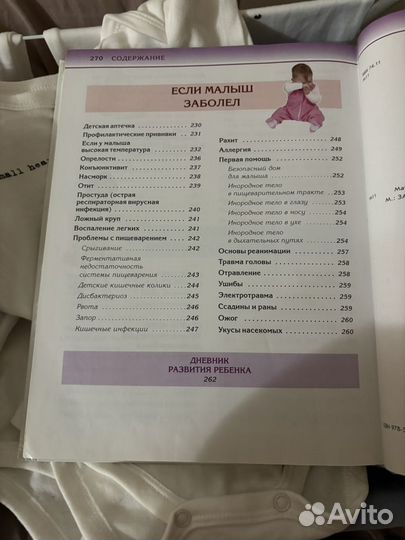 270 СОДЕРЖАНИЕ
ЕСЛИ МАЛЫШ
ЗАБОЛЕЛ
Детская аптечка 230
Профилактические прививки 231
Если у малыша
высокая температура 232
Опрелости 236
Конъюнктивит 237
Насморк 238
Отит 239
Простуда (острая
респираторная вирусная
инфекция) 240
Ложный круп 241
Воспаление легких 241
Проблемы с пищеварением 242
Срыгивание 242
Ферментативная
недостаточность
системы пищеварения 243
Детские кишечные колики 244
Дисбактериоз 245
Рвота 246
Запор 246
Кишечные инфекции 247
Рахит 248
Аллергия 249
Первая помощь 252
Безопасный дом
для малыша 252
Инородное тело
в пищеварительном тракте 253
Инородное тело в глазу 253
Инородное тело в носу 254
Инородное тело в ухе 254
Инородное тело
в дыхательных путях 254
Основы реанимации 257
Травма головы 258
Отравление 258
Ушибы 259
Электротравма 259
Ссадины и раны 259
Ожог 260
Укусы насекомых 260
ДНЕВНИК
РАЗВИТИЯ РЕБЕНКА
262
Avito